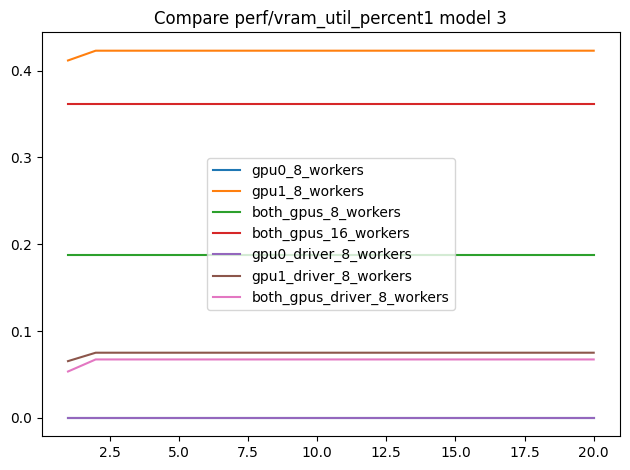 Compare perf/vram_util_percent1 model 3
0.4
0.3
0.2
0.1
0.0
gpu0_8_workers
gpu1_8_workers
both_gpus_8_workers
both_gpus_16_workers
gpu0_driver_8_workers
gpu1_driver_8_workers
both_gpus_driver_8_workers
2.5 5.0 7.5 10.0 12.5 15.0 17.5 20.0